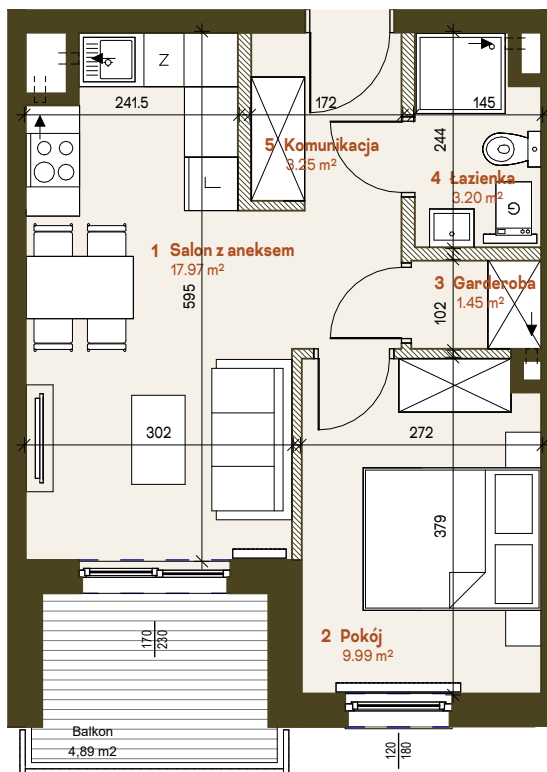 Z
241.5
172
145
244
5 Komunikacja
3.25 m²
4 Łazienka
3.20 m²
L
1 Salon z aneksem
17.97 m²
595
3 Garderoba
1.45 m²
102
302
272
379
2 Pokój
9.99 m²
170
230
Balkon
4,89 m2
120
180